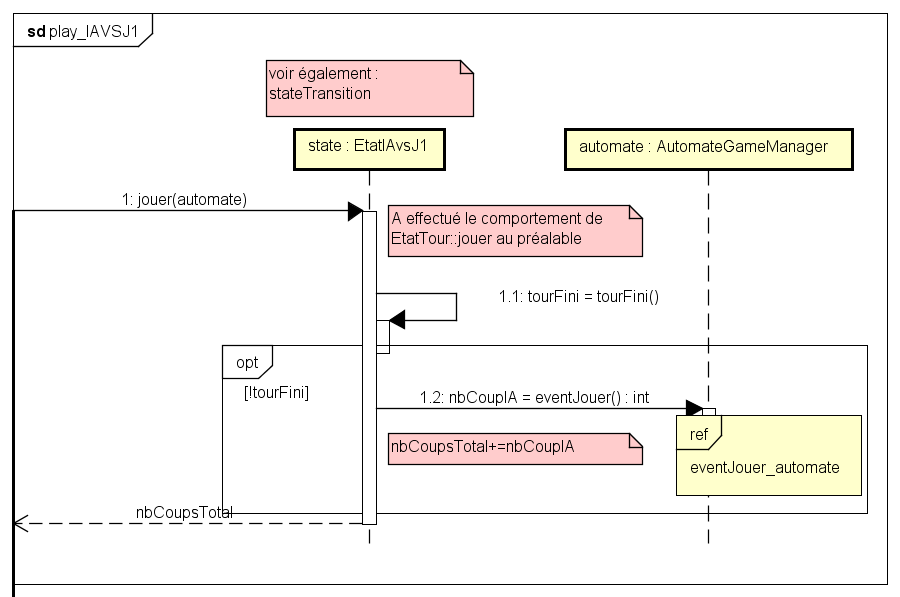 sd play_IAVSJ1
voir également :
stateTransition
state : EtatIAvsJ1
automate : AutomateGameManager
1: jouer(automate)
A effectué le comportement de
EtatTour::jouer au préalable
1.1: tourFini = tourFini()
opt
[!tourFini]
1.2: nbCoupIA = eventJouer() : int
nbCoupsTotal+=nbCoupIA
ref
eventJouer_automate
nbCoupsTotal